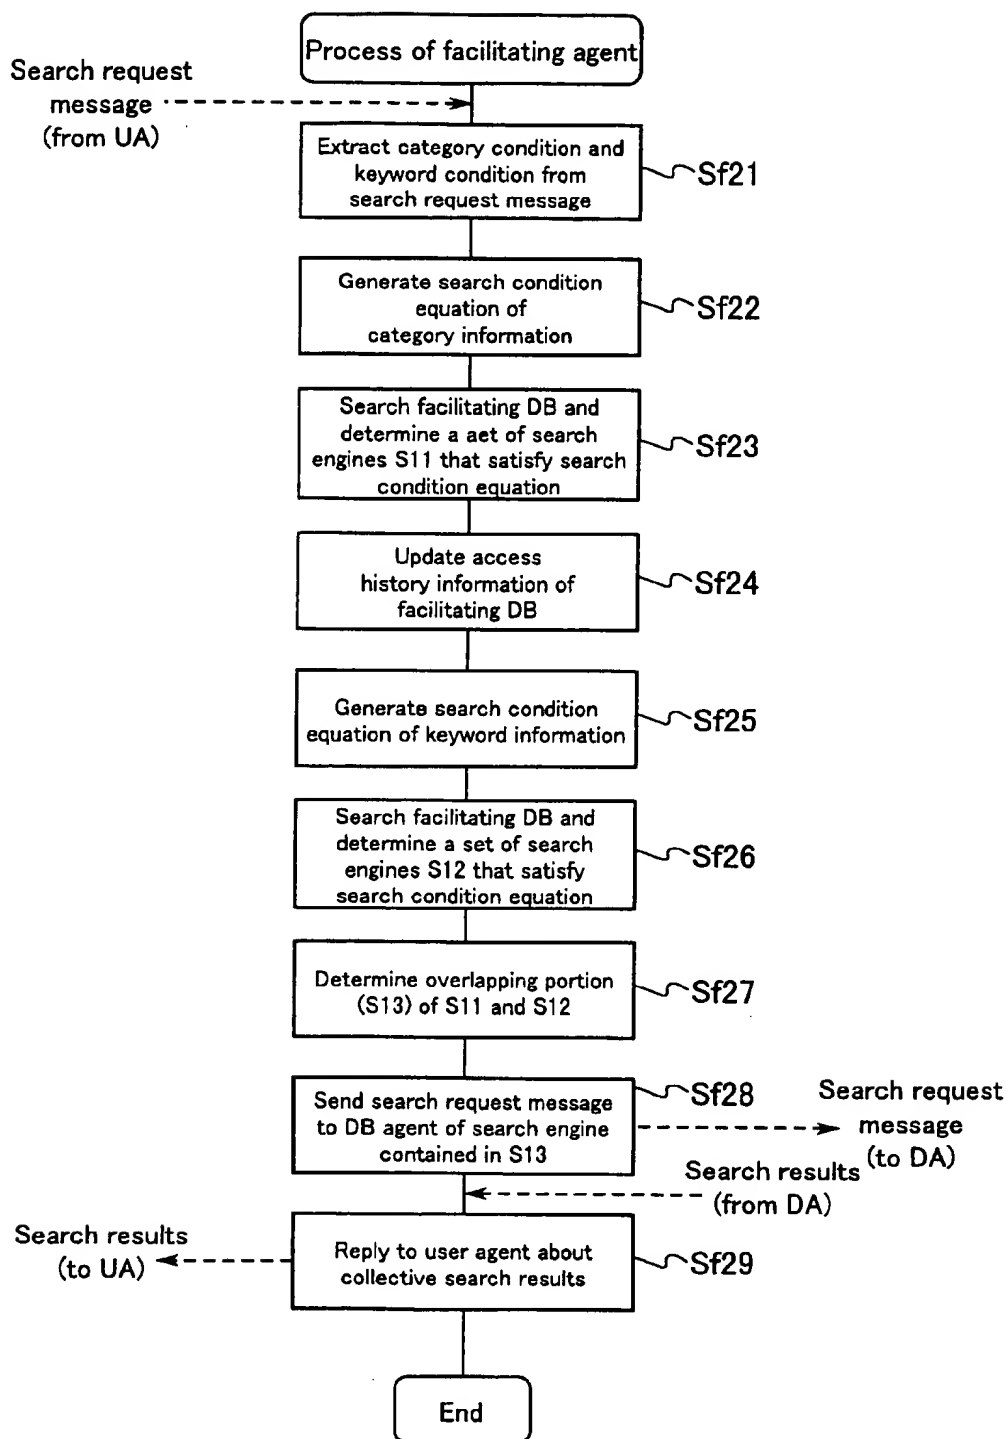 Process of facilitating agent
Search request
message
(from UA)
Extract category condition and
keyword condition from
search request message
Sf21
Generate search condition
equation of
category information
Sf22
Search facilitating DB and
determine a aet of search
engines S11 that satisfy search
condition equation
Sf23
Update access
history information of
facilitating DB
Sf24
Generate search condition
equation of keyword information
Sf25
Search facilitating DB and
determine a set of search
engines S12 that satisfy
search condition equation
Sf26
Determine overlapping portion
(S13) of S11 and S12
Sf27
Send search request message
to DB agent of search engine
contained in S13
Sf28
Search request
message
(to DA)
Search results
(from DA)
Search results
(to UA)
Reply to user agent about
collective search results
Sf29
End